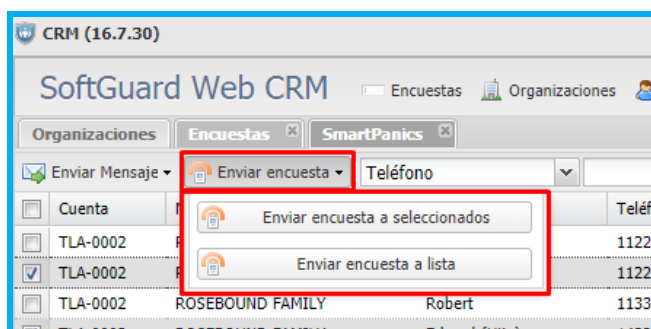 CRM (16.7.30)
SoftGuard Web CRM Encuestas Organizaciones
Organizaciones Encuestas SmartPanics
Enviar Mensaje Enviar encuesta Teléfono
Cuenta Teléf
Enviar encuesta a seleccionados
TLA-0002 1122
Enviar encuesta a lista
TLA-0002 1122
TLA-0002 ROSEBOUND FAMILY Robert 1133